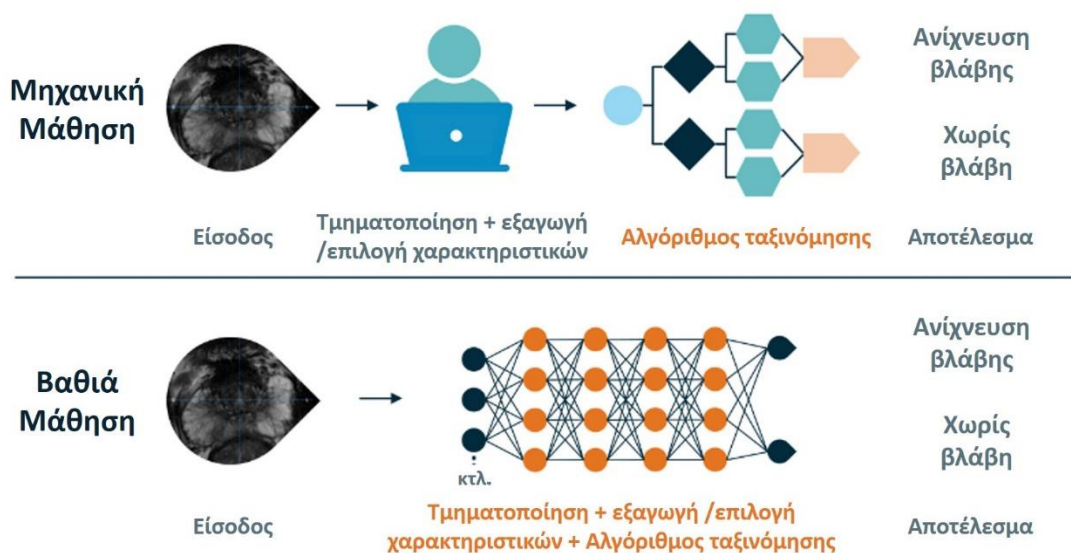 Μηχανική
Μάθηση
Ανίχνευση
βλάβης
Χωρίς
βλάβη
Είσοδος
Τμηματοποίηση + εξαγωγή
/επιλογή χαρακτηριστικών
Αλγόριθμος ταξινόμησης
Αποτέλεσμα
Βαθιά
Μάθηση
Ανίχνευση
βλάβης
Χωρίς
βλάβη
κτλ.
Είσοδος
Τμηματοποίηση + εξαγωγή /επιλογή
χαρακτηριστικών + Αλγόριθμος ταξινόμησης
Αποτέλεσμα